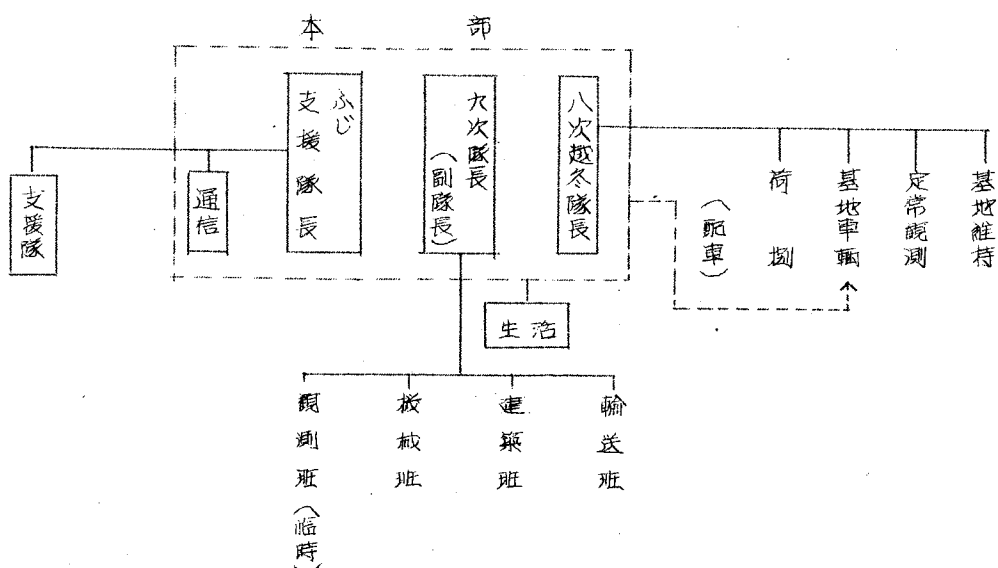 本部
八次越冬隊長
九次隊長
(副隊長)
ふじ
支援隊長
通信
支援隊
基地維持
定常観測
基地車輌
荷捌
(配車)
生活
輸送班
建築班
機械班
観測班(臨時)